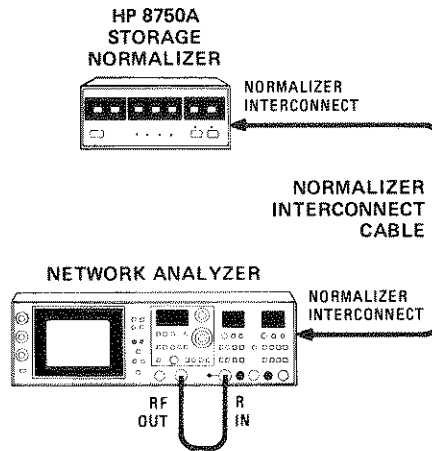 HP 8750A
STORAGE
NORMALIZER
NORMALIZER
INTERCONNECT
NORMALIZER
INTERCONNECT
CABLE
NETWORK ANALYZER
NORMALIZER
INTERCONNECT
RF
OUT
R
IN